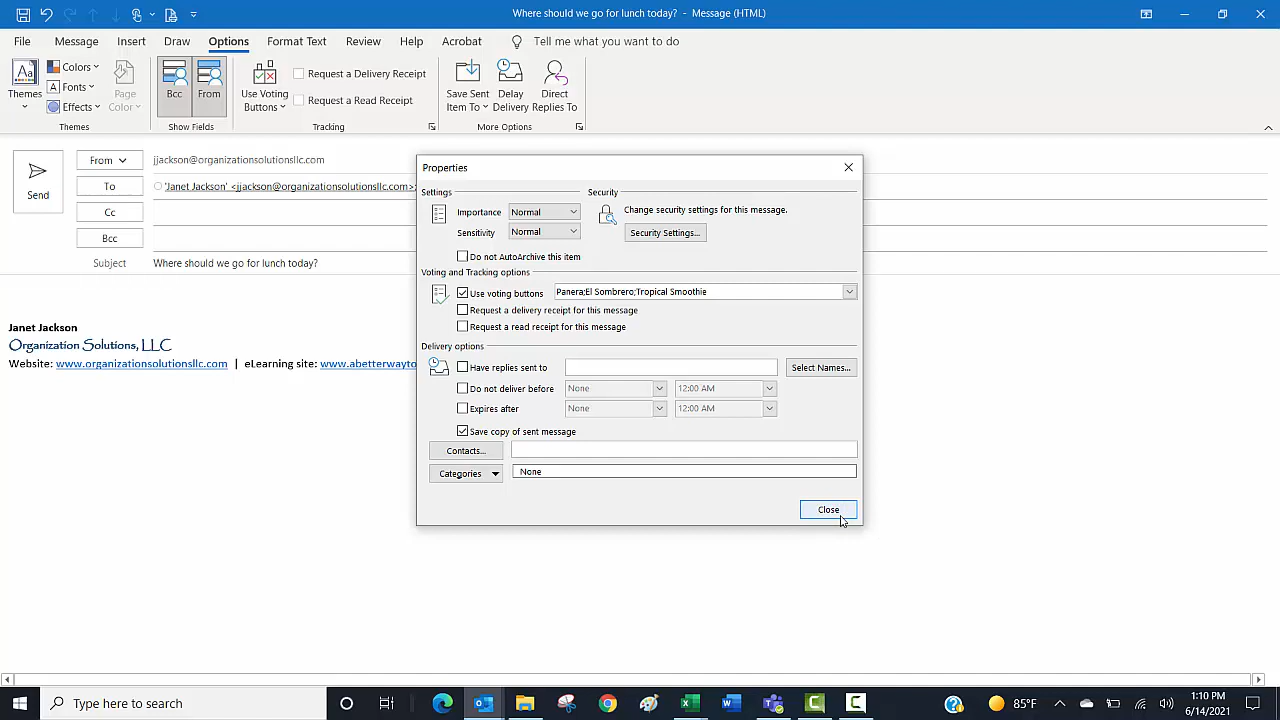 Where should we go for lunch today? - Message (HTML)
File Message Insert Draw Options Format Text Review Help Acrobat Tell me what you want to do
Aa Themes
Colors
A Fonts
Effects
Page Color
Themes
Bcc From
Show Fields
Use Voting Buttons
Request a Delivery Receipt
Request a Read Receipt
Tracking
Save Sent Item To
Delay Delivery
Direct Replies To
More Options
Send
From jjackson@organizationsolutionsllc.com
To 'Janet Jackson' <jjackson@organizationsolutionsllc.com>
Cc
Bcc
Subject Where should we go for lunch today?
Janet Jackson
Organization Solutions, LLC
Website: www.organizationsolutionsllc.com | eLearning site: www.abetterwayto
Properties
Settings Security
Importance Normal Change security settings for this message.
Sensitivity Normal Security Settings...
Do not AutoArchive this item
Voting and Tracking options
Use voting buttons Panera;El Sombrero;Tropical Smoothie
Request a delivery receipt for this message
Request a read receipt for this message
Delivery options
Have replies sent to Select Names...
Do not deliver before None 12:00 AM
Expires after None 12:00 AM
Save copy of sent message
Contacts...
Categories None
Close
Type here to search
85°F
1:10 PM
6/14/2021